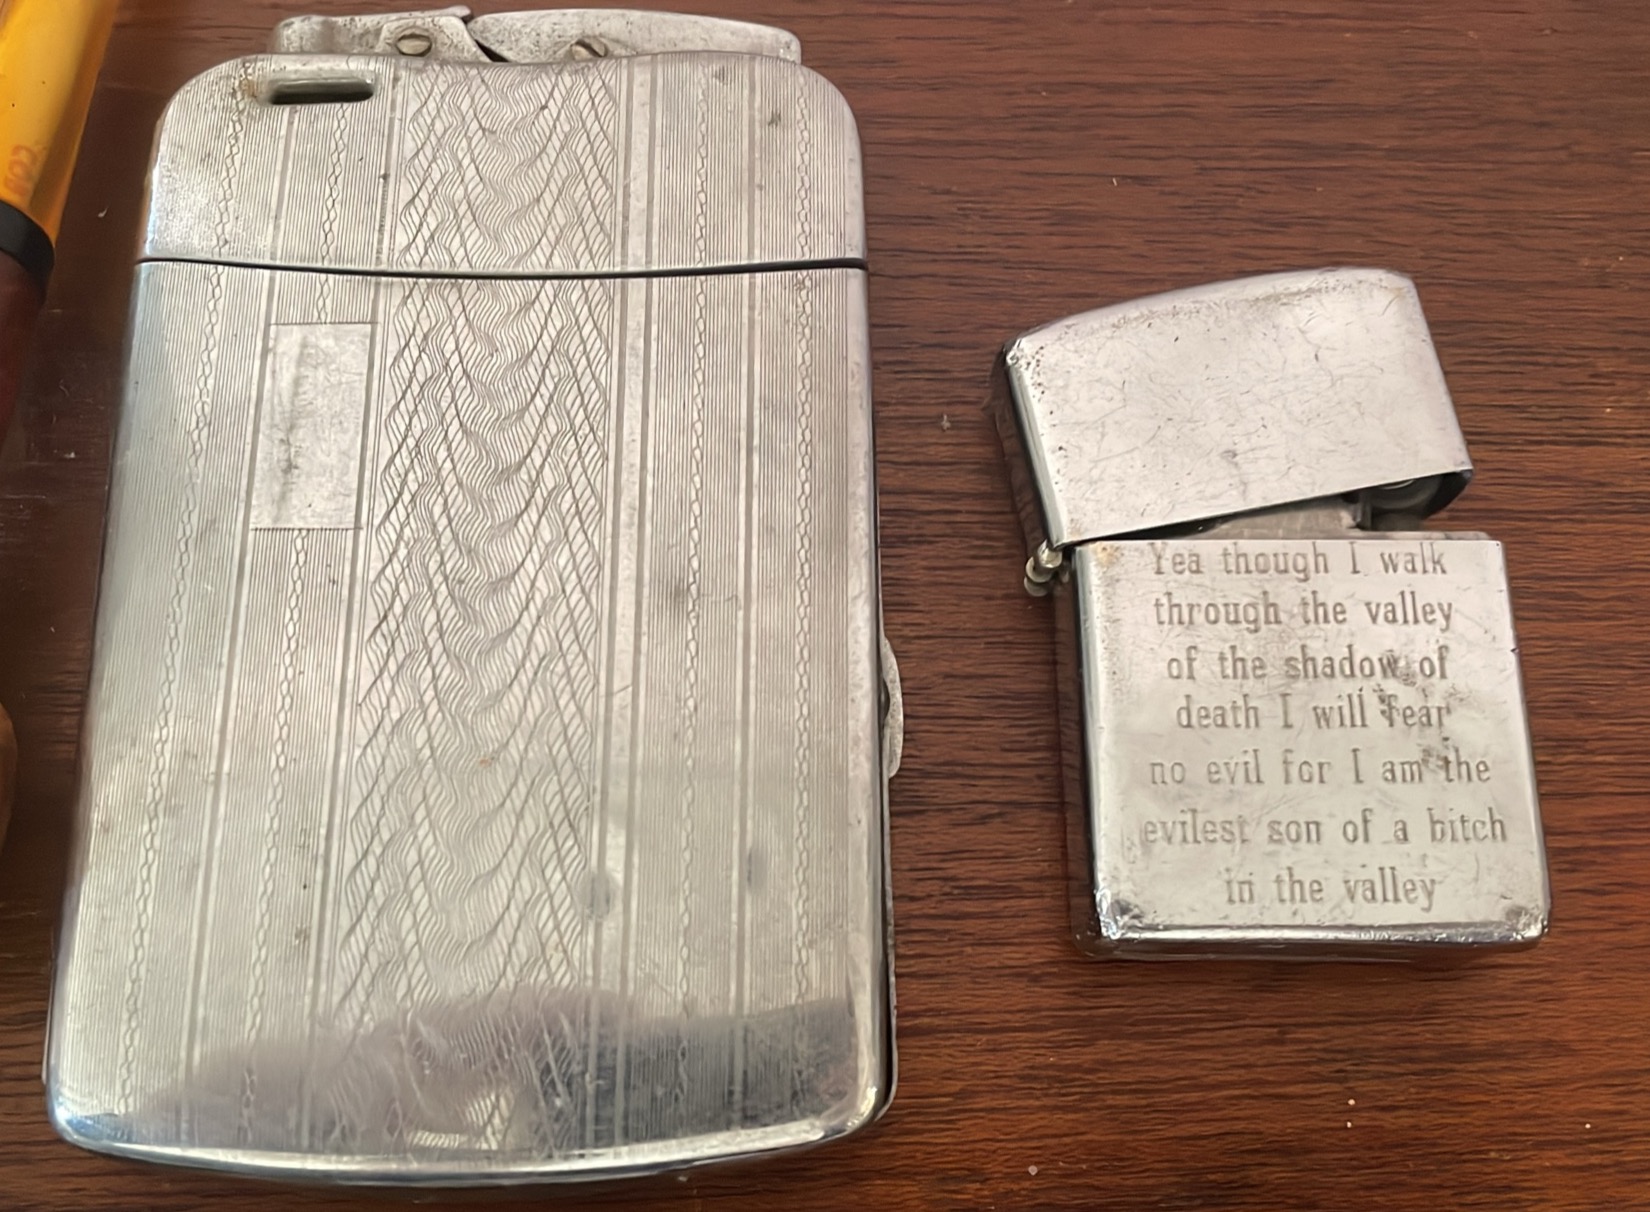 Yea though I walk
through the valley
of the shadow of
death I will fear
no evil for I am the
evilest son of a bitch
in the valley